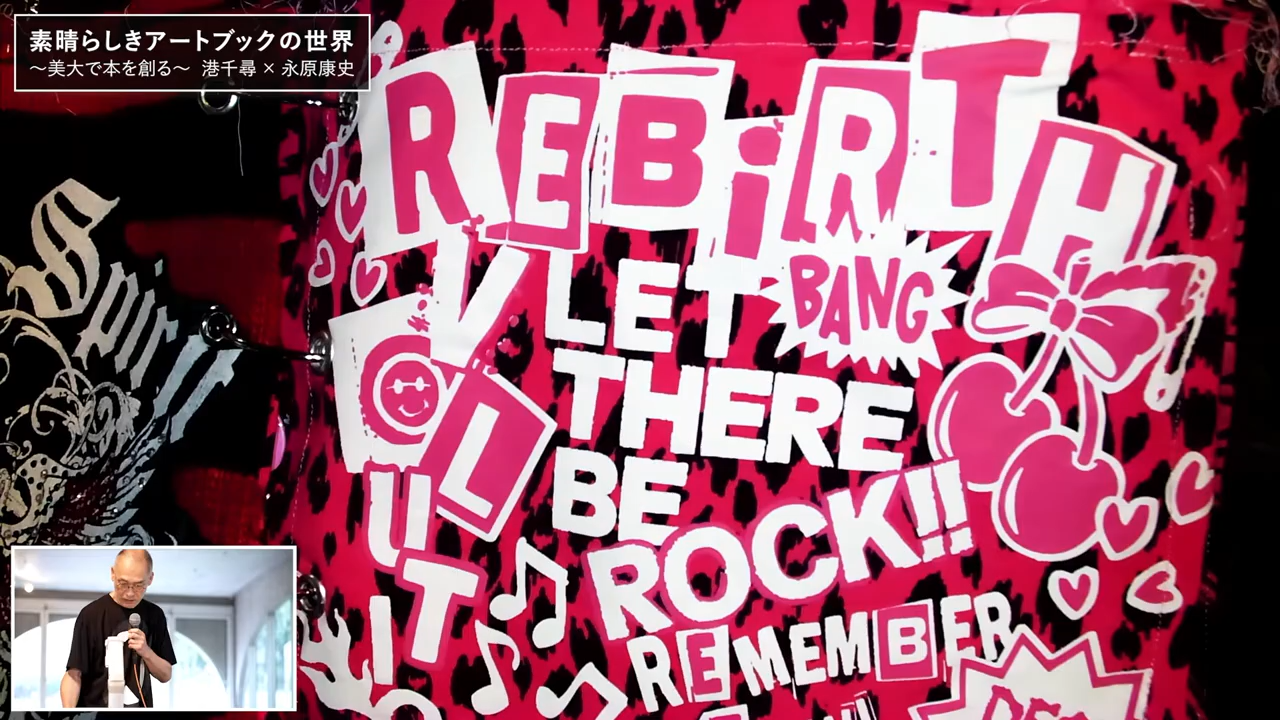 素晴らしきアートブックの世界
〜美大で本を創る〜 港千尋 × 永原康史
REBiRTH
Spirit
LET
BANG
THERE
BE
ROCK!!
REMEMBER